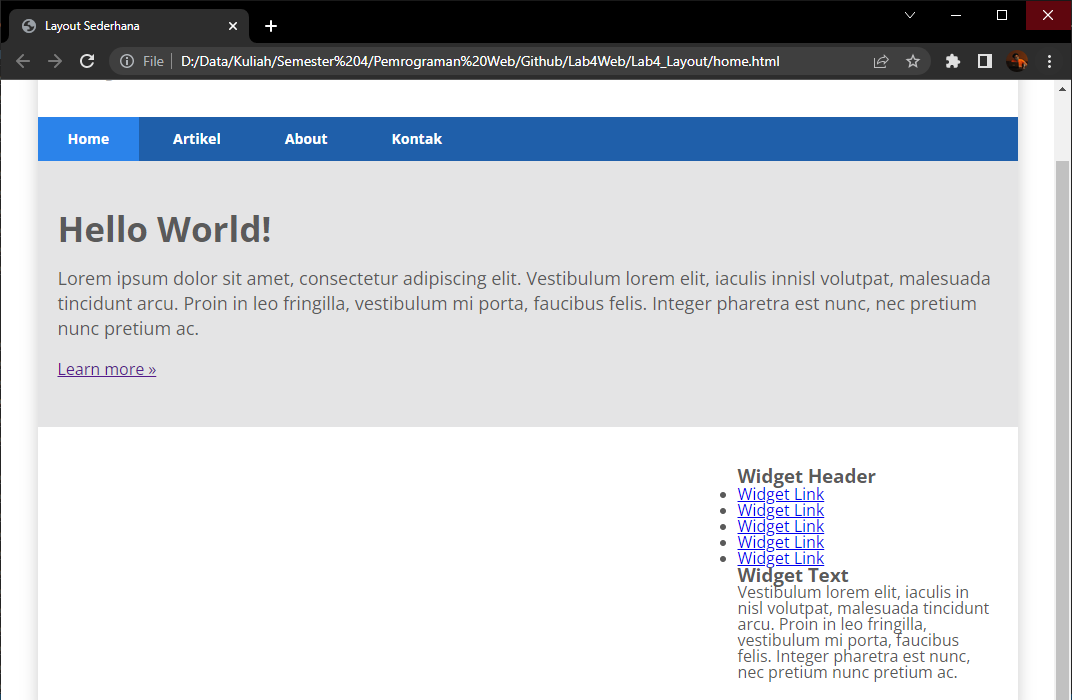 Layout Sederhana
File D:/Data/Kuliah/Semester%204/Pemrograman%20Web/Github/Lab4Web/Lab4_Layout/home.html
Home Artikel About Kontak
Hello World!
Lorem ipsum dolor sit amet, consectetur adipiscing elit. Vestibulum lorem elit, iaculis innisl volutpat, malesuada
tincidunt arcu. Proin in leo fringilla, vestibulum mi porta, faucibus felis. Integer pharetra est nunc, nec pretium
nunc pretium ac.
Learn more »
Widget Header
Widget Link
Widget Link
Widget Link
Widget Link
Widget Link
Widget Text
Vestibulum lorem elit, iaculis in
nisl volutpat, malesuada tincidunt
arcu. Proin in leo fringilla,
vestibulum mi porta, faucibus
felis. Integer pharetra est nunc,
nec pretium nunc pretium ac.